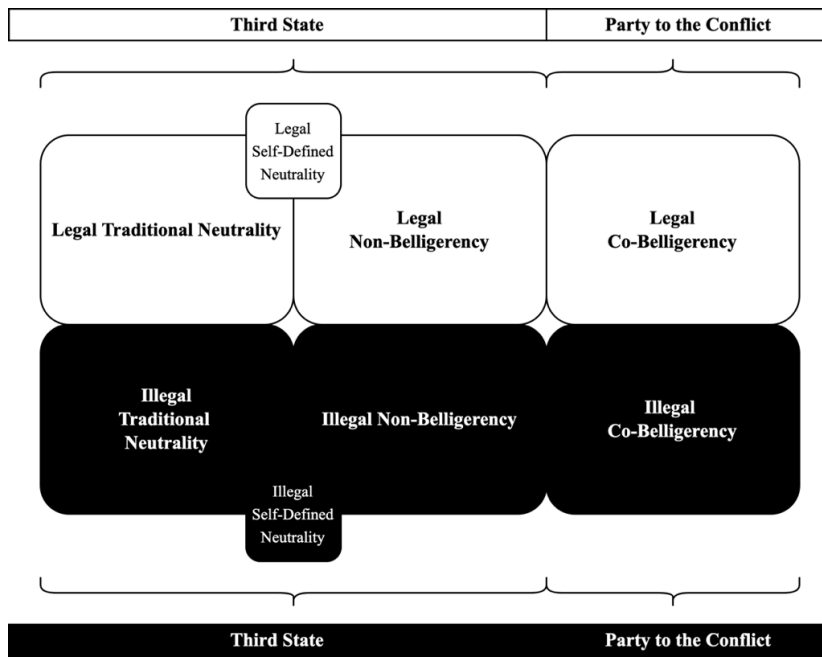 Third State
Party to the Conflict
Legal
Self-Defined
Neutrality
Legal Traditional Neutrality
Legal
Non-Belligerency
Legal
Co-Belligerency
Illegal
Traditional
Neutrality
Illegal Non-Belligerency
Illegal
Co-Belligerency
Illegal
Self-Defined
Neutrality
Third State
Party to the Conflict